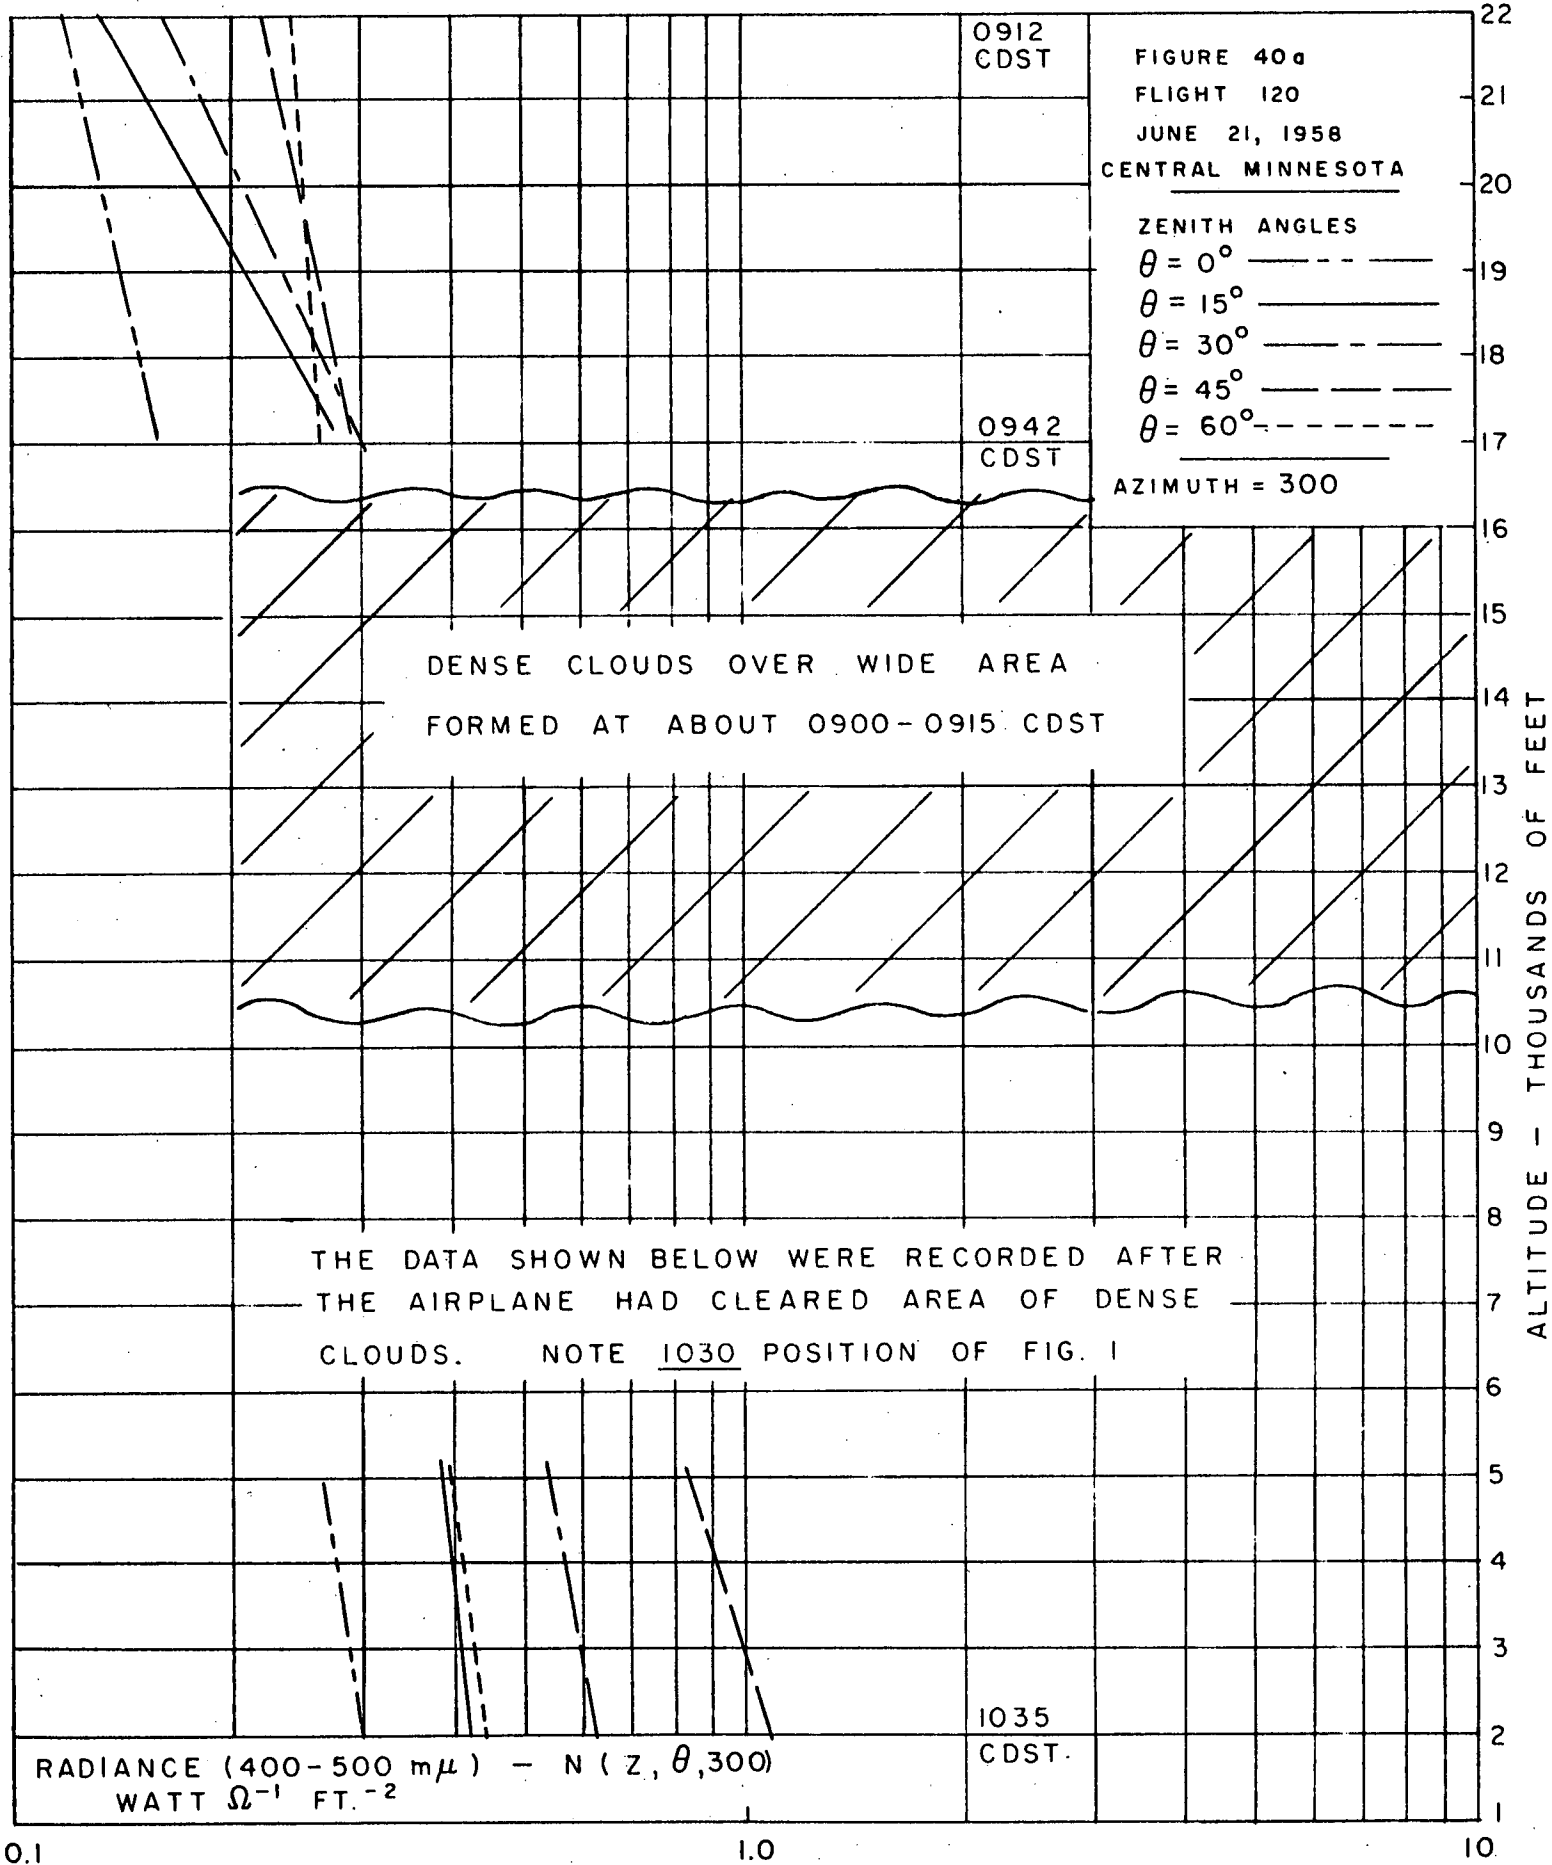 0912
CDST
FIGURE 40a
FLIGHT 120
JUNE 21, 1958
CENTRAL MINNESOTA
ZENITH ANGLES
θ = 0°
θ = 15°
θ = 30°
θ = 45°
θ = 60°
AZIMUTH = 300
0942
CDST
DENSE CLOUDS OVER WIDE AREA
FORMED AT ABOUT 0900-0915 CDST
THE DATA SHOWN BELOW WERE RECORDED AFTER
THE AIRPLANE HAD CLEARED AREA OF DENSE
CLOUDS. NOTE 1030 POSITION OF FIG. 1
1035
CDST.
RADIANCE (400-500 mμ) - N (Z, θ, 300)
WATT Ω⁻¹ FT.⁻²
0.1
1.0
10
22
21
20
19
18
17
16
15
14
13
12
11
10
9
8
7
6
5
4
3
2
1
ALTITUDE - THOUSANDS OF FEET